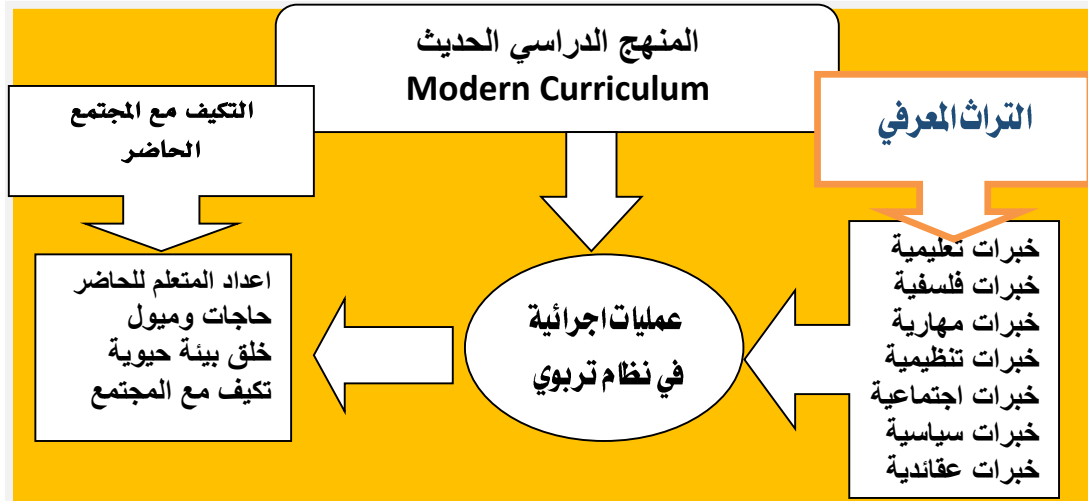 المنهج الدراسي الحديث
Modern Curriculum
التراث المعرفي
التكيف مع المجتمع
الحاضر
خبرات تعليمية
خبرات فلسفية
خبرات مهارية
خبرات تنظيمية
خبرات اجتماعية
خبرات سياسية
خبرات عقائدية
عمليات اجرائية
في نظام تربوي
اعداد المتعلم للحاضر
حاجات وميول
خلق بيئة حيوية
تكيف مع المجتمع